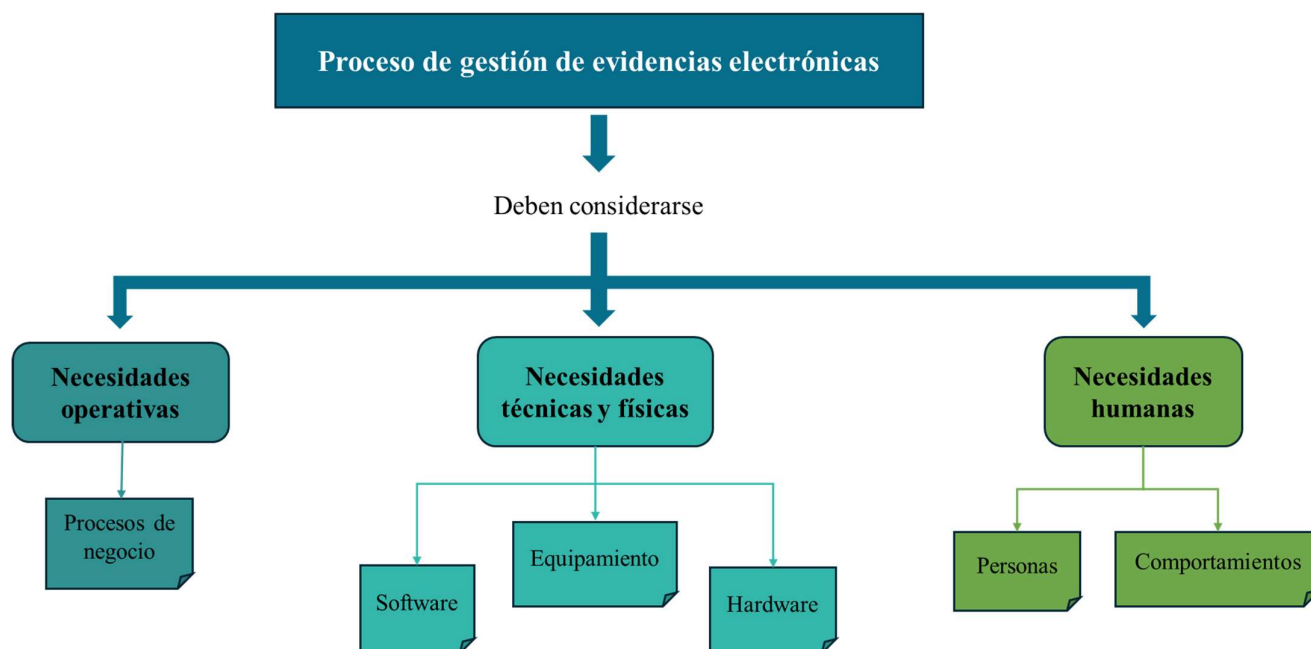 Proceso de gestión de evidencias electrónicas
Deben considerarse
Necesidades
operativas
Necesidades
técnicas y físicas
Necesidades
humanas
Procesos de
negocio
Software
Equipamiento
Hardware
Personas
Comportamientos